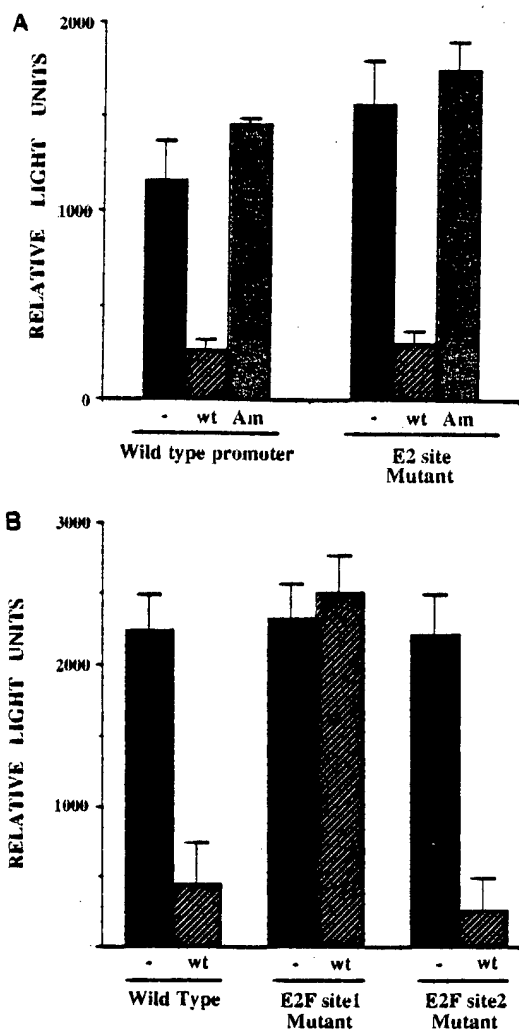 A
2000
1000
0
RELATIVE LIGHT UNITS
- wt Am
- wt Am
Wild type promoter
E2 site
Mutant
B
3000
2000
1000
RELATIVE LIGHT UNITS
- wt
- wt
- wt
Wild Type
E2F site1
Mutant
E2F site2
Mutant